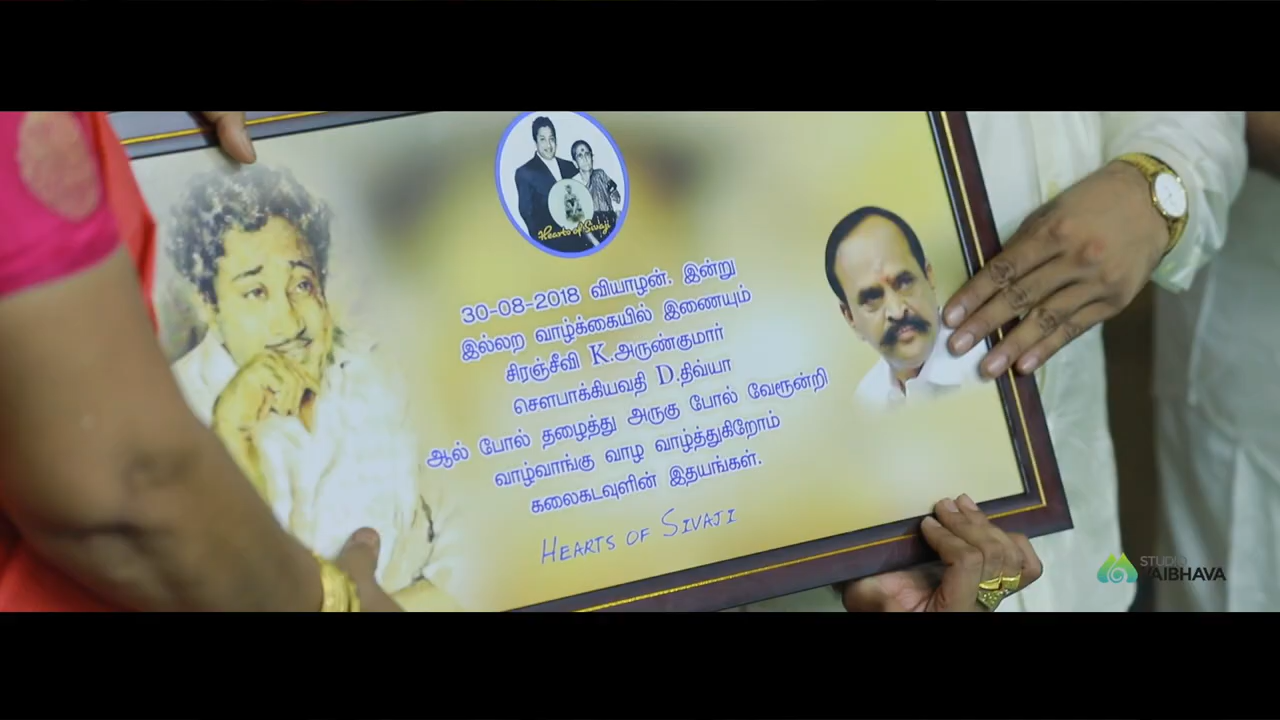 Hearts of Sivaji
30-08-2018 வியாழன். இன்று
இல்லற வாழ்க்கையில் இணையும்
சிரஞ்சீவி K.அருண்குமார்
சௌபாக்கியவதி D.திவ்யா
ஆல் போல் தழைத்து அருகு போல் வேரூன்றி
வாழ்வாங்கு வாழ வாழ்த்துகிறோம்
கலைகடவுளின் இதயங்கள்.
HEARTS OF SIVAJI
STUDIO
VAIBHAVA